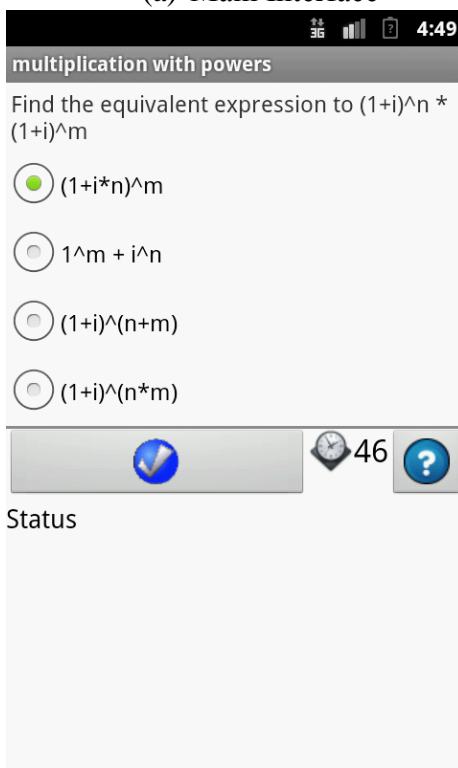 (a) Main Interface
3G 4:49
multiplication with powers
Find the equivalent expression to (1+i)^n *
(1+i)^m
(1+i*n)^m
1^m + i^n
(1+i)^(n+m)
(1+i)^(n*m)
46 ?
Status